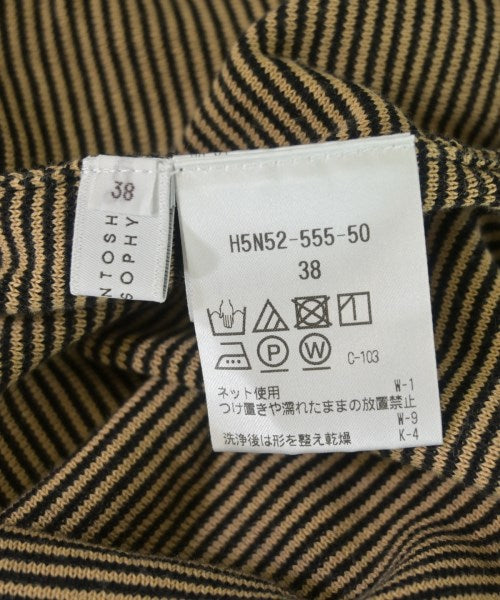 38
NTOSH
SOPHY
H5N52-555-50
38
P W C-103
ネット使用 W-1
つけ置きや濡れたままの放置禁止
W-9
洗浄後は形を整え乾燥 K-4